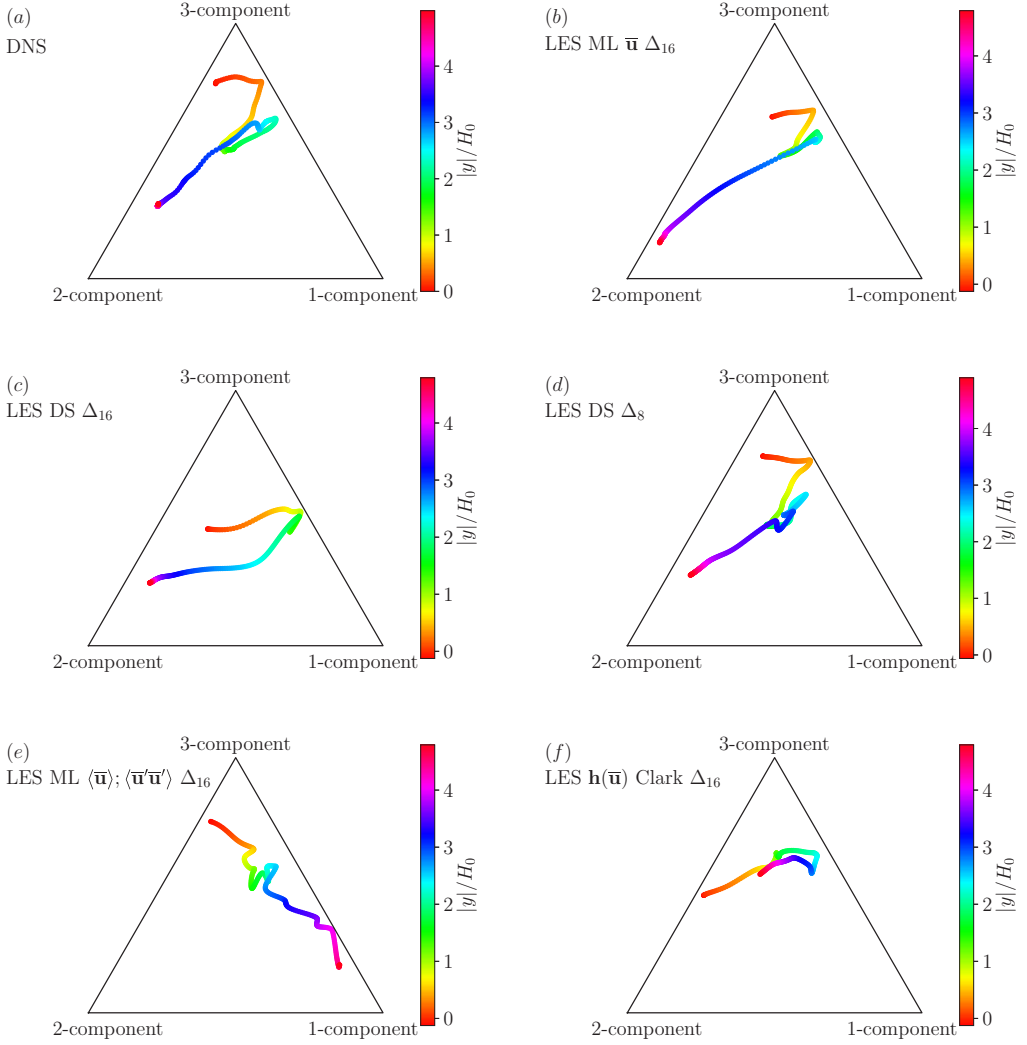 (a)
DNS
3-component
2-component
1-component
4
3
2
1
0
|y|/H₀
(b)
LES ML u̅ Δ₁₆
3-component
2-component
1-component
4
3
2
1
0
|y|/H₀
(c)
LES DS Δ₁₆
3-component
2-component
1-component
4
3
2
1
0
|y|/H₀
(d)
LES DS Δ₈
3-component
2-component
1-component
4
3
2
1
0
|y|/H₀
(e)
LES ML ⟨u̅⟩; ⟨u̅′u̅′⟩ Δ₁₆
3-component
2-component
1-component
4
3
2
1
0
|y|/H₀
(f)
LES h(u̅) Clark Δ₁₆
3-component
2-component
1-component
4
3
2
1
0
|y|/H₀